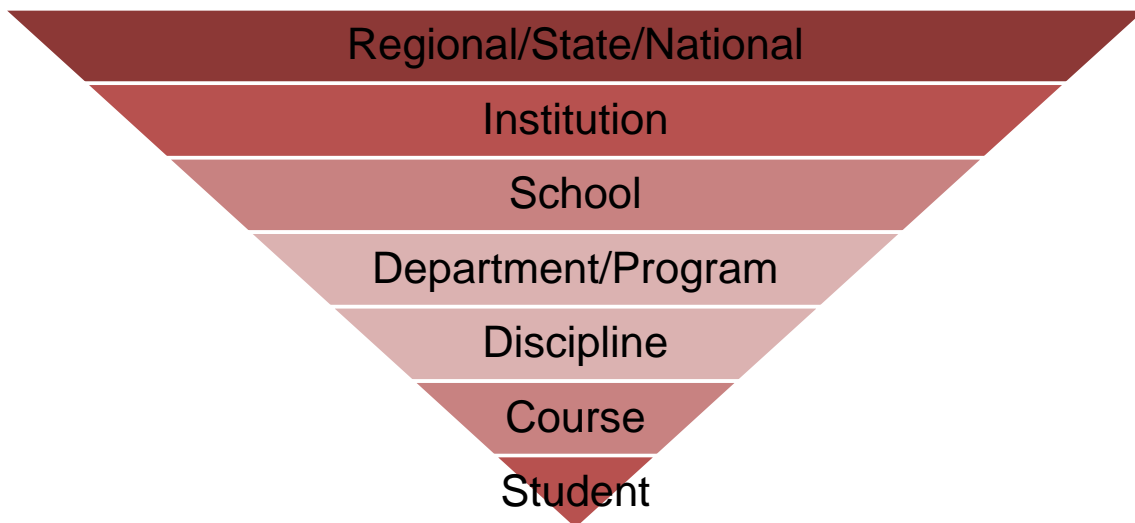 Regional/State/National
Institution
School
Department/Program
Discipline
Course
Student